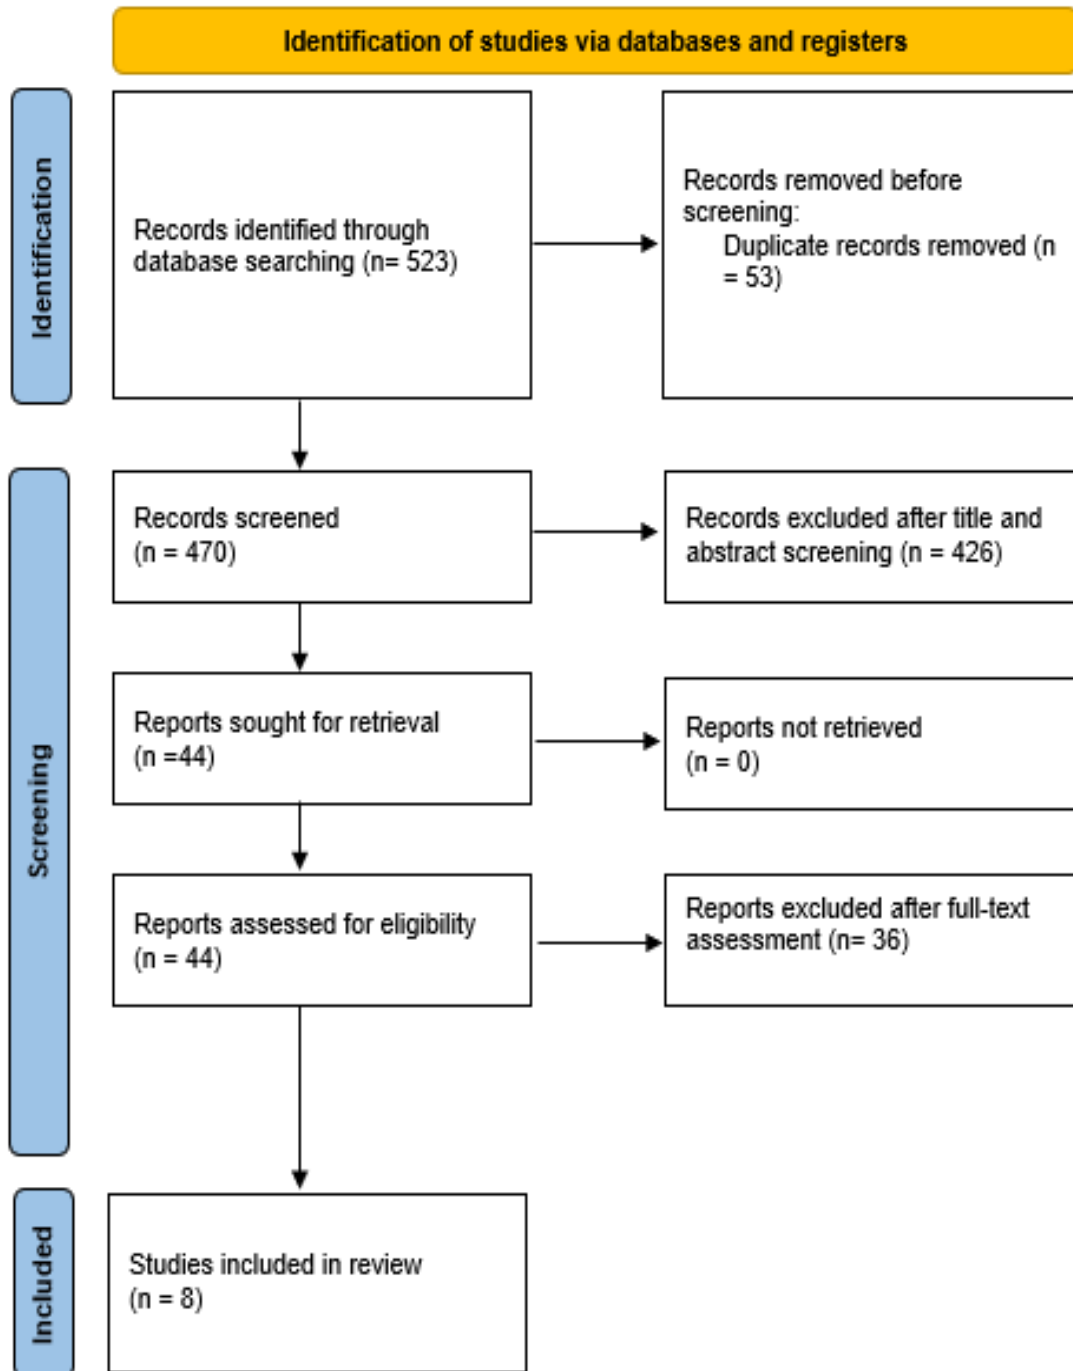 Identification of studies via databases and registers
Identification
Records identified through
database searching (n= 523)
Records removed before
screening:
Duplicate records removed (n
= 53)
Screening
Records screened
(n = 470)
Records excluded after title and
abstract screening (n = 426)
Reports sought for retrieval
(n =44)
Reports not retrieved
(n = 0)
Reports assessed for eligibility
(n = 44)
Reports excluded after full-text
assessment (n= 36)
Included
Studies included in review
(n = 8)